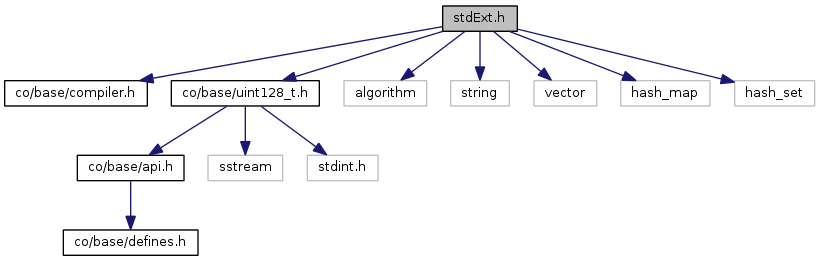 stdExt.h
co/base/compiler.h
co/base/uint128_t.h
algorithm
string
vector
hash_map
hash_set
co/base/api.h
sstream
stdint.h
co/base/defines.h